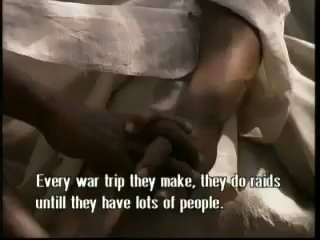 Every war trip they make, they do raids
untill they have lots of people.